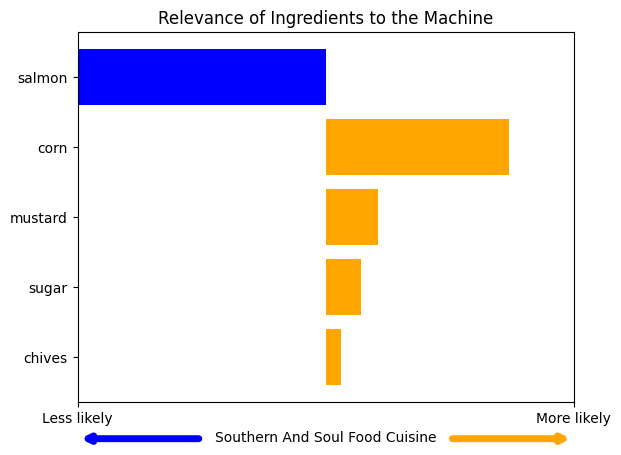 Relevance of Ingredients to the Machine
salmon
corn
mustard
sugar
chives
Less likely
More likely
Southern And Soul Food Cuisine